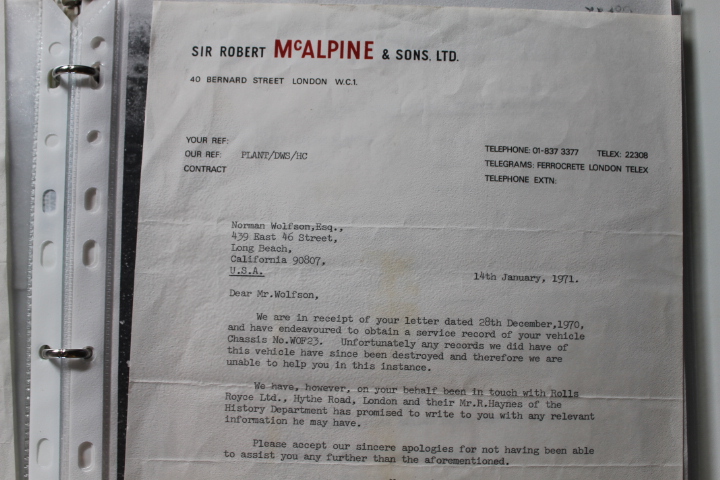 SIR ROBERT McALPINE & SONS. LTD.
40 BERNARD STREET LONDON W.C.1.
YOUR REF:
OUR REF: PLANT/DWS/HC
CONTRACT
TELEPHONE: 01-837 3377 TELEX: 22308
TELEGRAMS: FERROCRETE LONDON TELEX
TELEPHONE EXTN:
Norman Wolfson,Esq.,
439 East 46 Street,
Long Beach,
California 90807,
U.S.A.
14th January, 1971.
Dear Mr.Wolfson,
We are in receipt of your letter dated 28th December,1970,
and have endeavoured to obtain a service record of your vehicle
Chassis No.WOF23. Unfortunately any records we did have of
this vehicle have since been destroyed and therefore we are
unable to help you in this instance.
We have, however, on your behalf been in touch with Rolls
Royce Ltd., Hythe Road, London and their Mr.R.Haynes of the
History Department has promised to write to you with any relevant
information he may have.
Please accept our sincere apologies for not having been able
to assist you any further than the aforementioned.